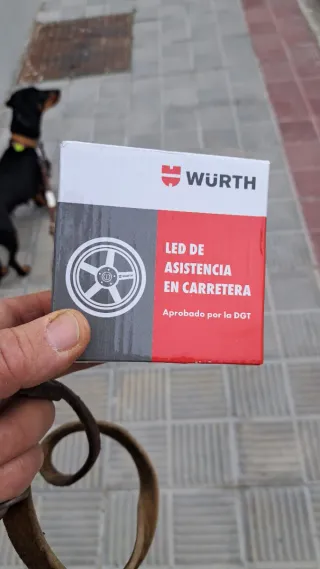 WÜRTH
LED DE
ASISTENCIA
EN CARRETERA
Aprobado por la DGT